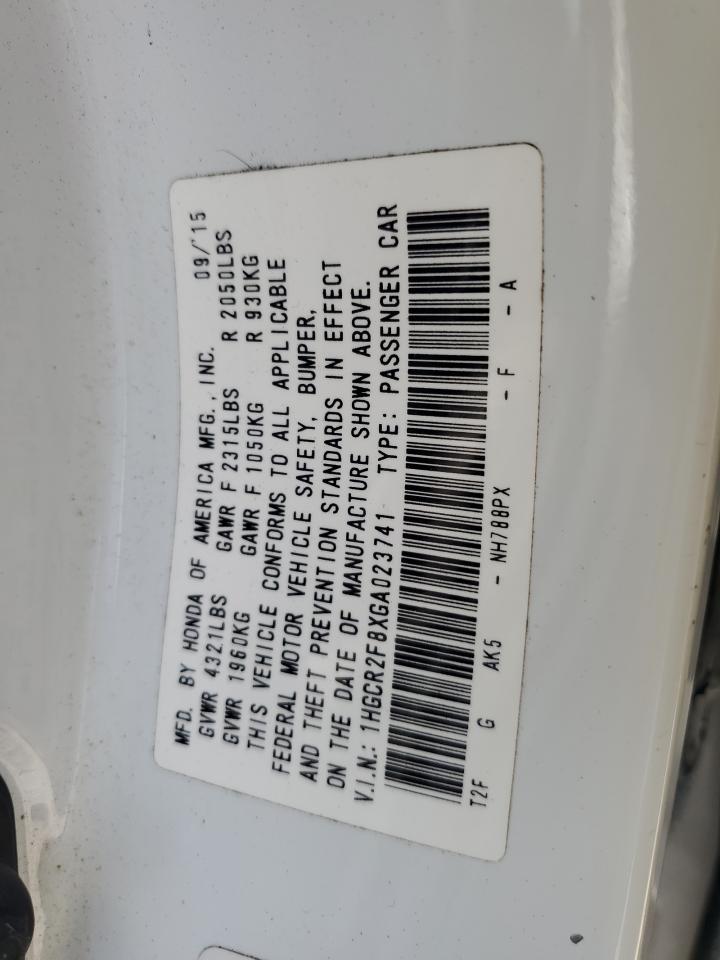 MFD. BY HONDA OF AMERICA MFG., INC. 09/'15
GVWR 4321LBS GAWR F 2315LBS R 2050LBS
GVWR 1960KG GAWR F 1050KG R 930KG
THIS VEHICLE CONFORMS TO ALL APPLICABLE
FEDERAL MOTOR VEHICLE SAFETY, BUMPER,
AND THEFT PREVENTION STANDARDS IN EFFECT
ON THE DATE OF MANUFACTURE SHOWN ABOVE.
V.I.N.: 1HGCR2F8XGA023741 TYPE: PASSENGER CAR
T2F G AK5 - NH788PX - F - A